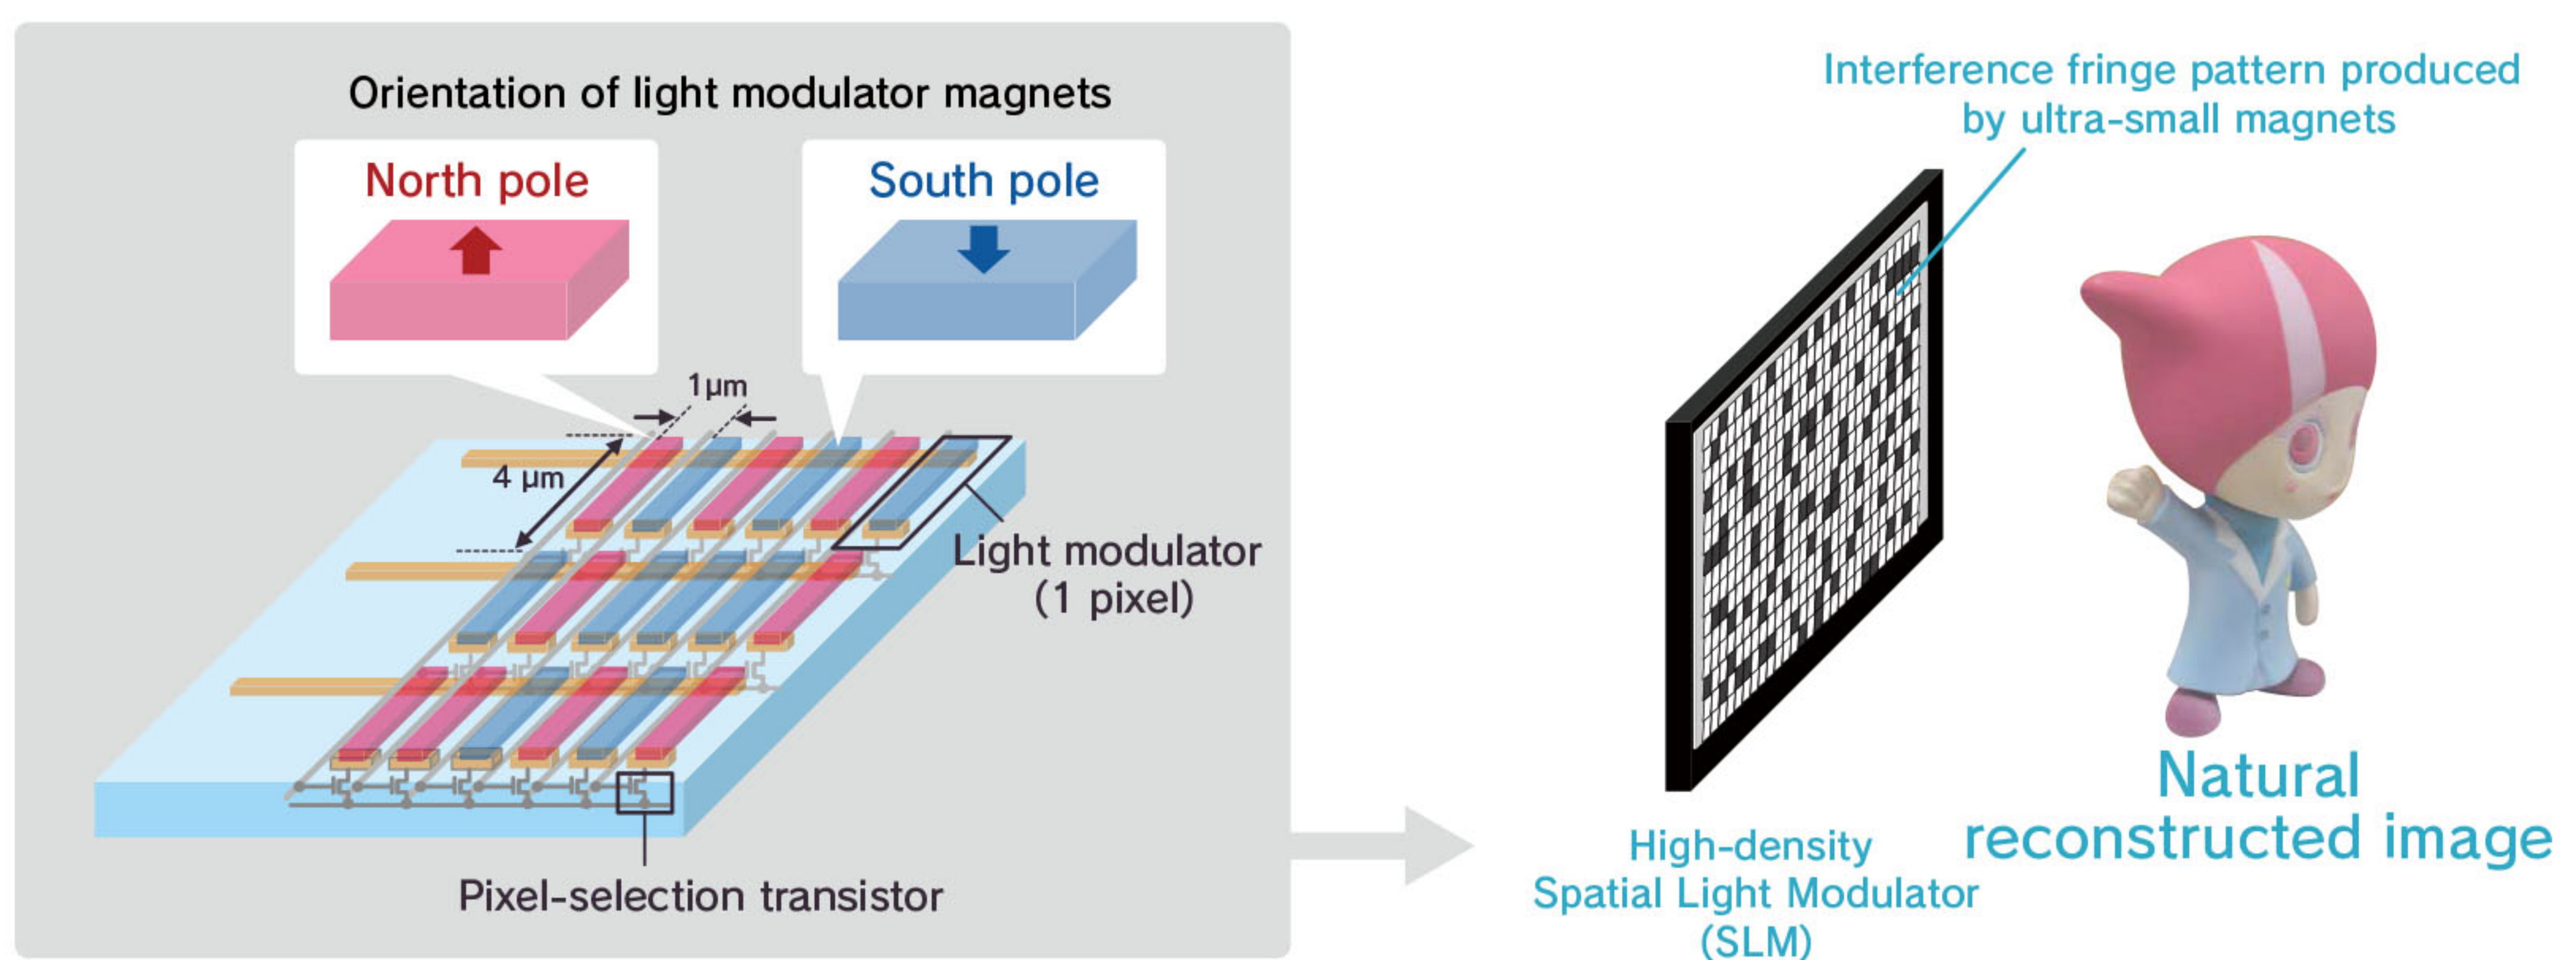 Orientation of light modulator magnets
North pole
South pole
1μm
4 μm
Light modulator
(1 pixel)
Pixel-selection transistor
Interference fringe pattern produced
by ultra-small magnets
High-density
Spatial Light Modulator
(SLM)
Natural
reconstructed image